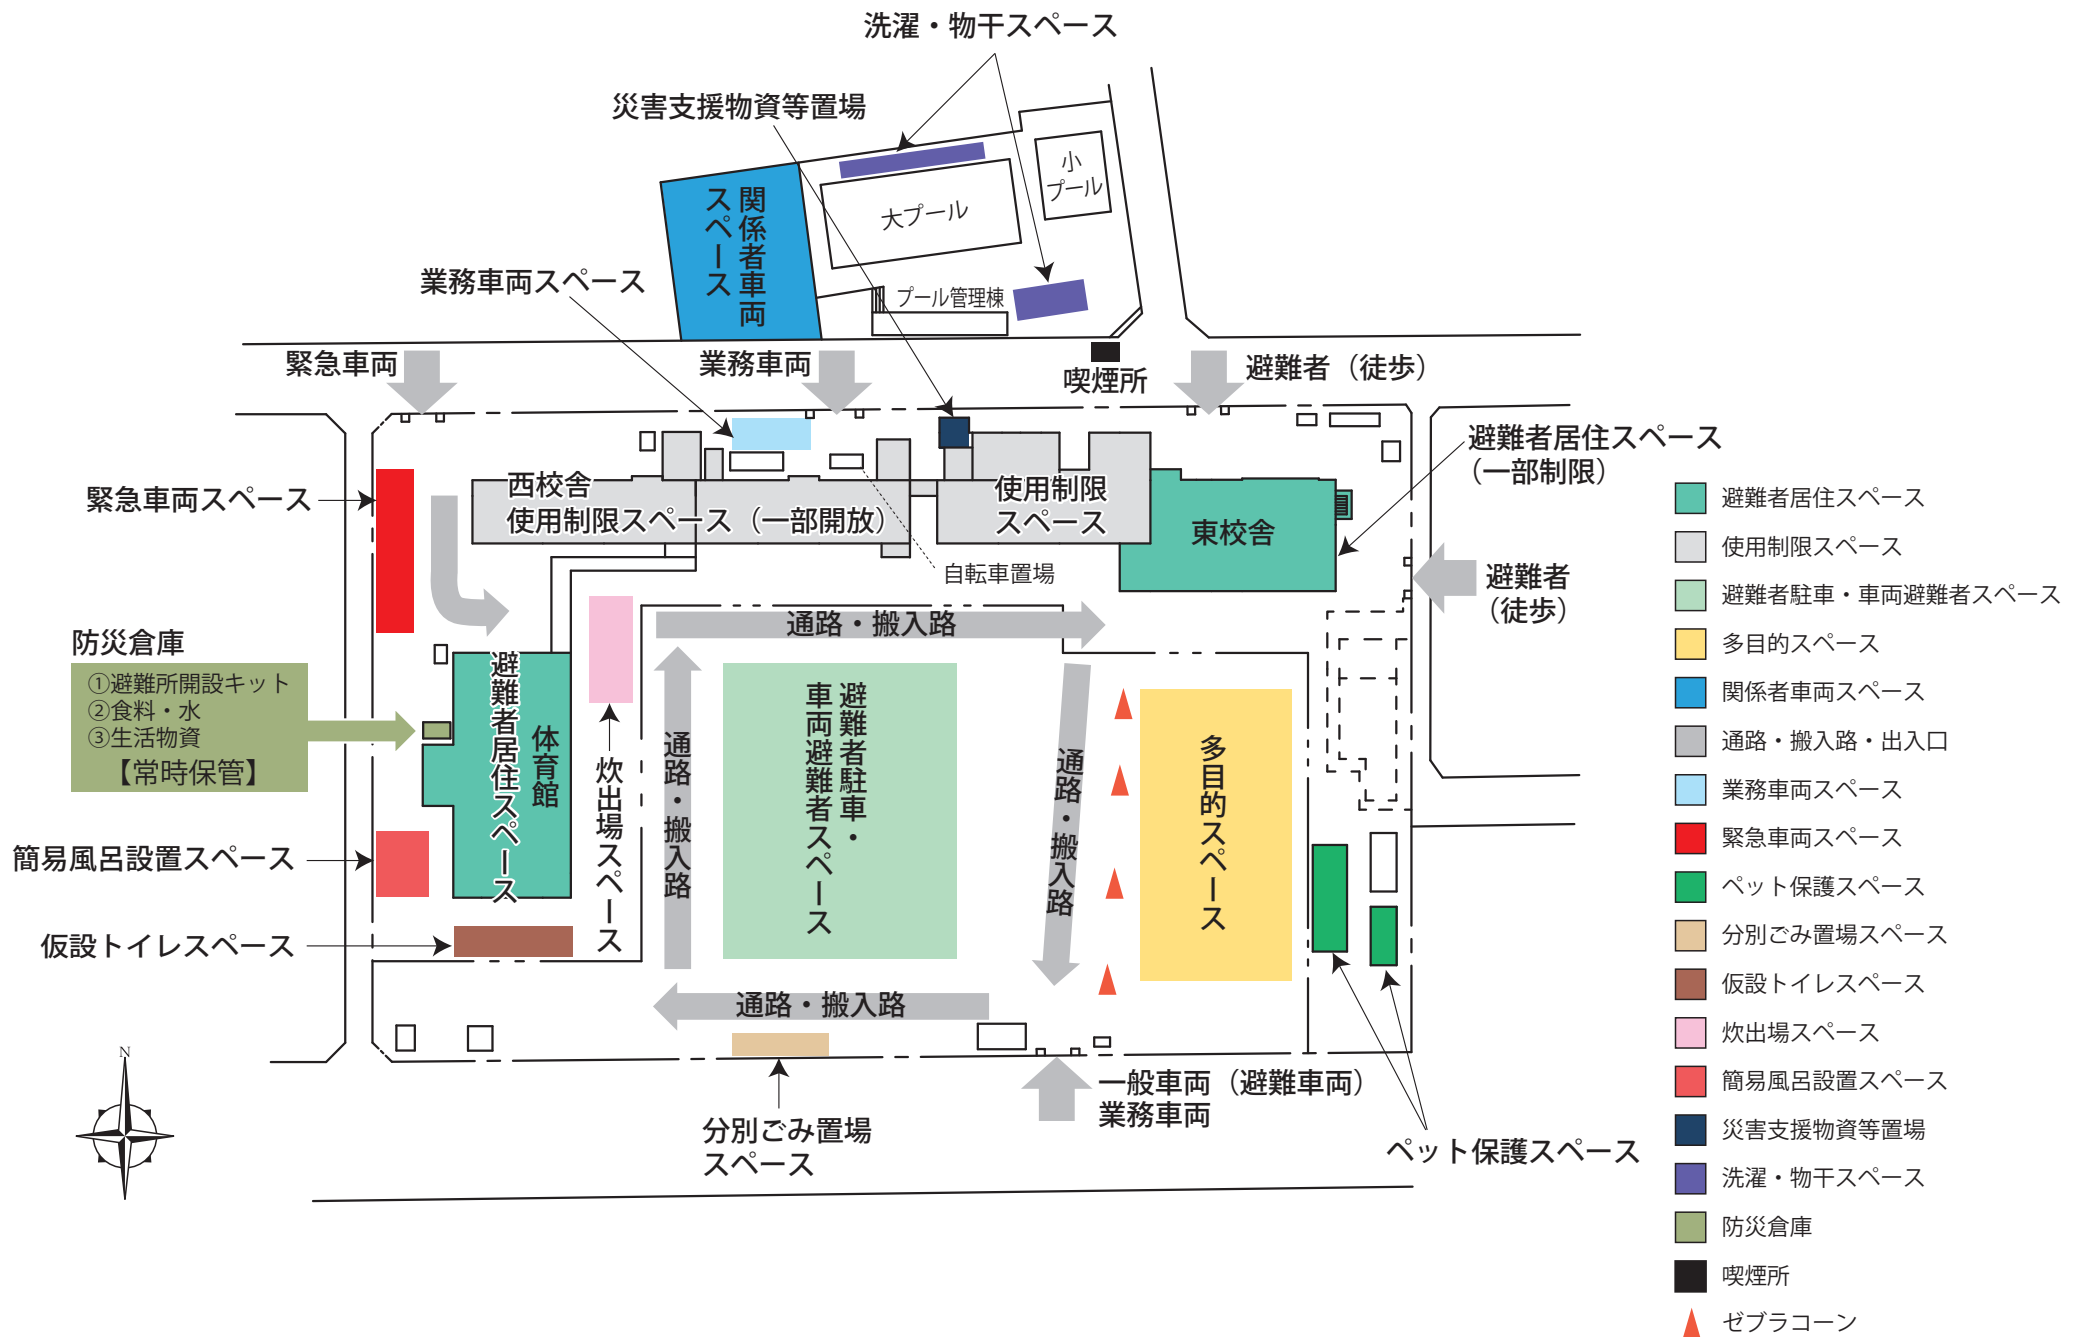 洗濯・物干スペース
災害支援物資等置場
小
プール
大プール
関係者車両
スペース
業務車両スペース
プール管理棟
緊急車両
業務車両
喫煙所
避難者（徒歩）
避難者居住スペース
（一部制限）
緊急車両スペース
西校舎
使用制限スペース（一部開放）
使用制限
スペース
東校舎
自転車置場
避難者
（徒歩）
防災倉庫
①避難所開設キット
②食料・水
③生活物資
【常時保管】
避難者居住スペース
体育館
炊出場スペース
通路・搬入路
通路・搬入路
避難者駐車・
車両避難者スペース
通路・搬入路
多目的スペース
簡易風呂設置スペース
仮設トイレスペース
通路・搬入路
N
一般車両（避難車両）
業務車両
分別ごみ置場
スペース
ペット保護スペース
避難者居住スペース
使用制限スペース
避難者駐車・車両避難者スペース
多目的スペース
関係者車両スペース
通路・搬入路・出入口
業務車両スペース
緊急車両スペース
ペット保護スペース
分別ごみ置場スペース
仮設トイレスペース
炊出場スペース
簡易風呂設置スペース
災害支援物資等置場
洗濯・物干スペース
防災倉庫
喫煙所
ゼブラコーン